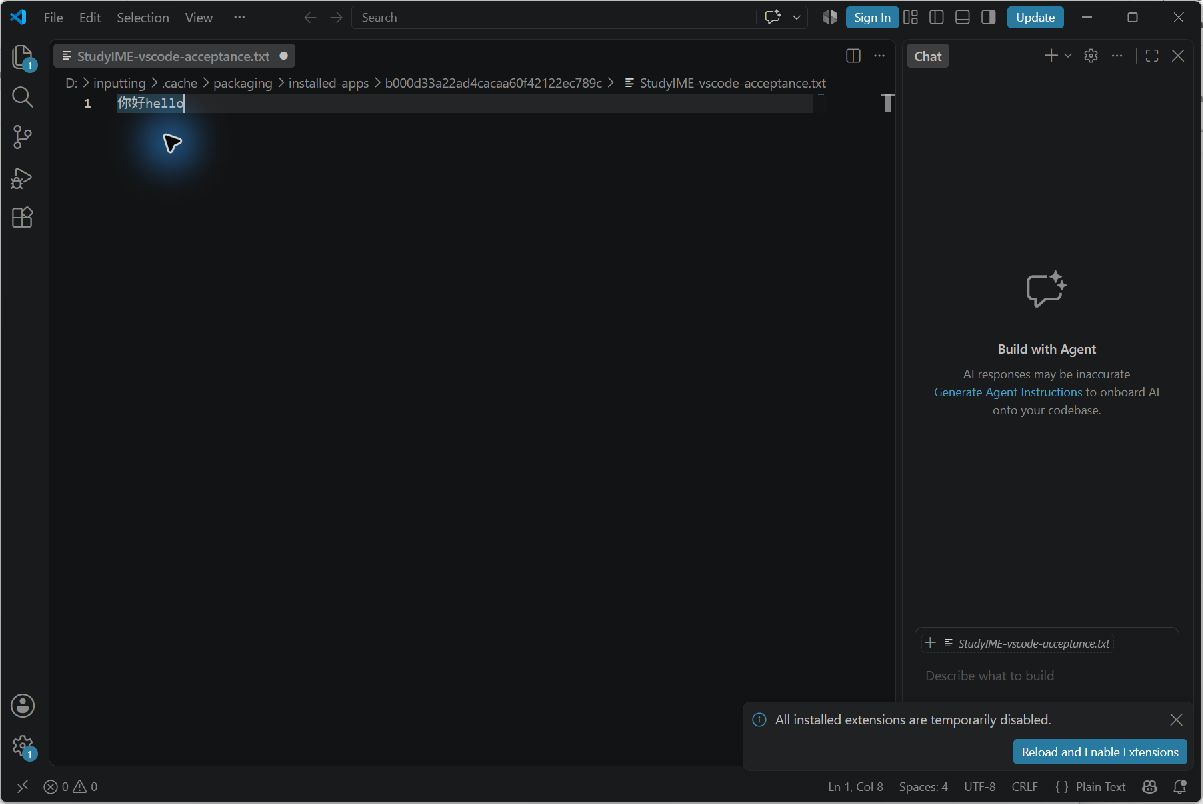 File Edit Selection View ··· Search Sign In Update
1
StudyIME-vscode-acceptance.txt
Chat
D: > inputting > .cache > packaging > installed-apps > b000d33a22ad4cacaa60f42122ec789c > StudyIME-vscode-acceptance.txt
1 你好hello
Build with Agent
AI responses may be inaccurate
Generate Agent Instructions to onboard AI
onto your codebase.
StudyIME-vscode-acceptance.txt
Describe what to build
All installed extensions are temporarily disabled.
Reload and Enable Extensions
1
0 0 Ln 1, Col 8 Spaces: 4 UTF-8 CRLF {} Plain Text